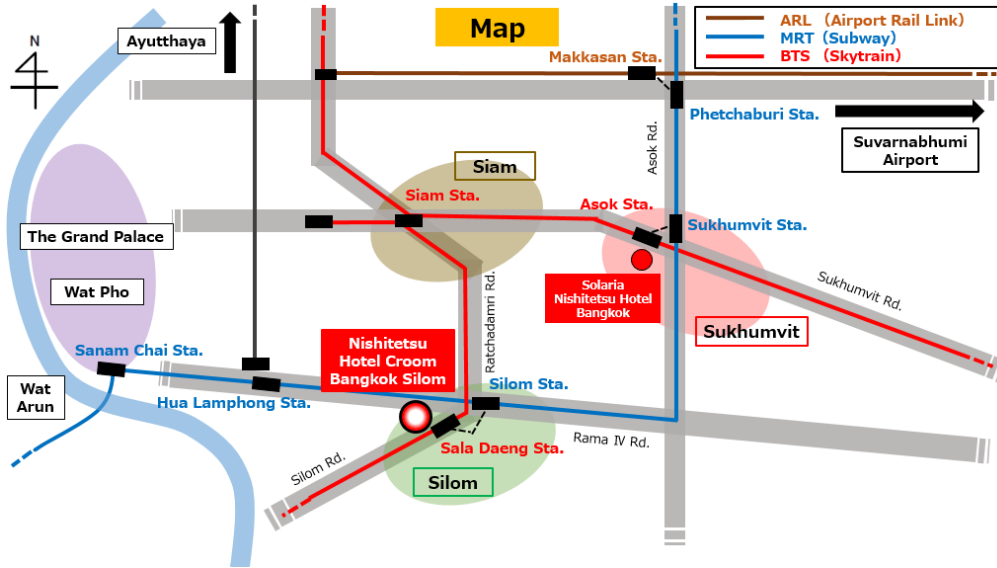 N
Ayutthaya
Map
ARL （Airport Rail Link）
MRT（Subway）
BTS （Skytrain）
Makkasan Sta.
Phetchaburi Sta.
Suvarnabhumi
Airport
Asok Rd.
Siam
Siam Sta.
Asok Sta.
Sukhumvit Sta.
The Grand Palace
Wat Pho
Solaria
Nishitetsu Hotel
Bangkok
Sukhumvit Rd.
Sukhumvit
Ratchadamri Rd.
Nishitetsu
Hotel Croom
Bangkok Silom
Sanam Chai Sta.
Wat
Arun
Hua Lamphong Sta.
Silom Sta.
Rama IV Rd.
Sala Daeng Sta.
Silom Rd.
Silom